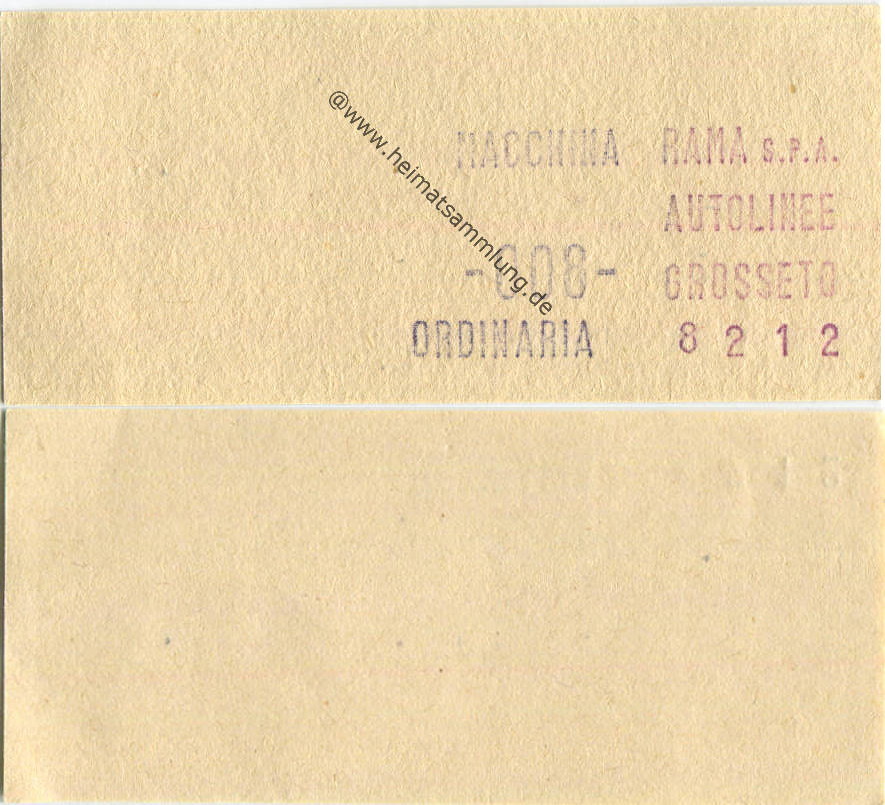 @www.heimatsammlung.de
MACCHINA RAMA S.P.A.
AUTOLINEE
-008- GROSSETO
ORDINARIA 8212